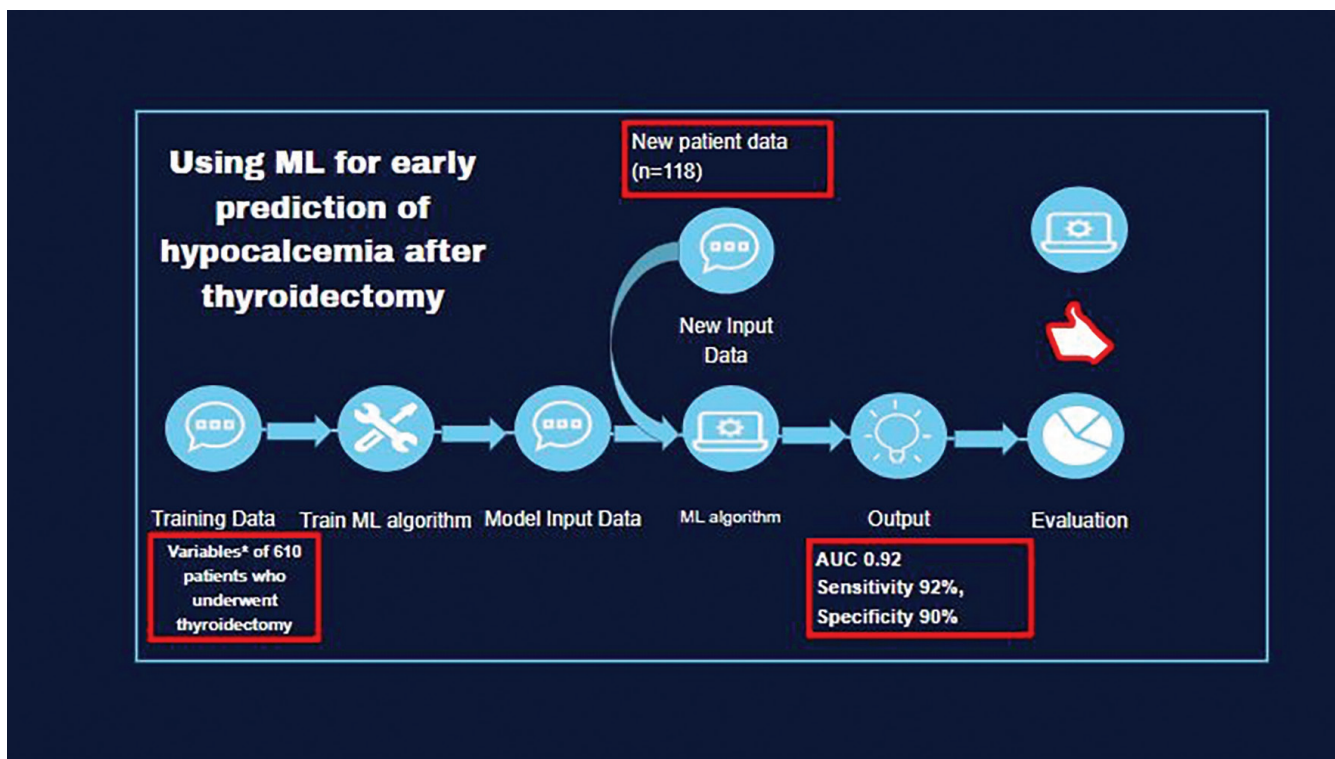 Using ML for early
prediction of
hypocalcemia after
thyroidectomy
New patient data
(n=118)
New Input
Data
Training Data
Train ML algorithm
Model Input Data
ML algorithm
Output
Evaluation
Variables* of 610
patients who
underwent
thyroidectomy
AUC 0.92
Sensitivity 92%,
Specificity 90%